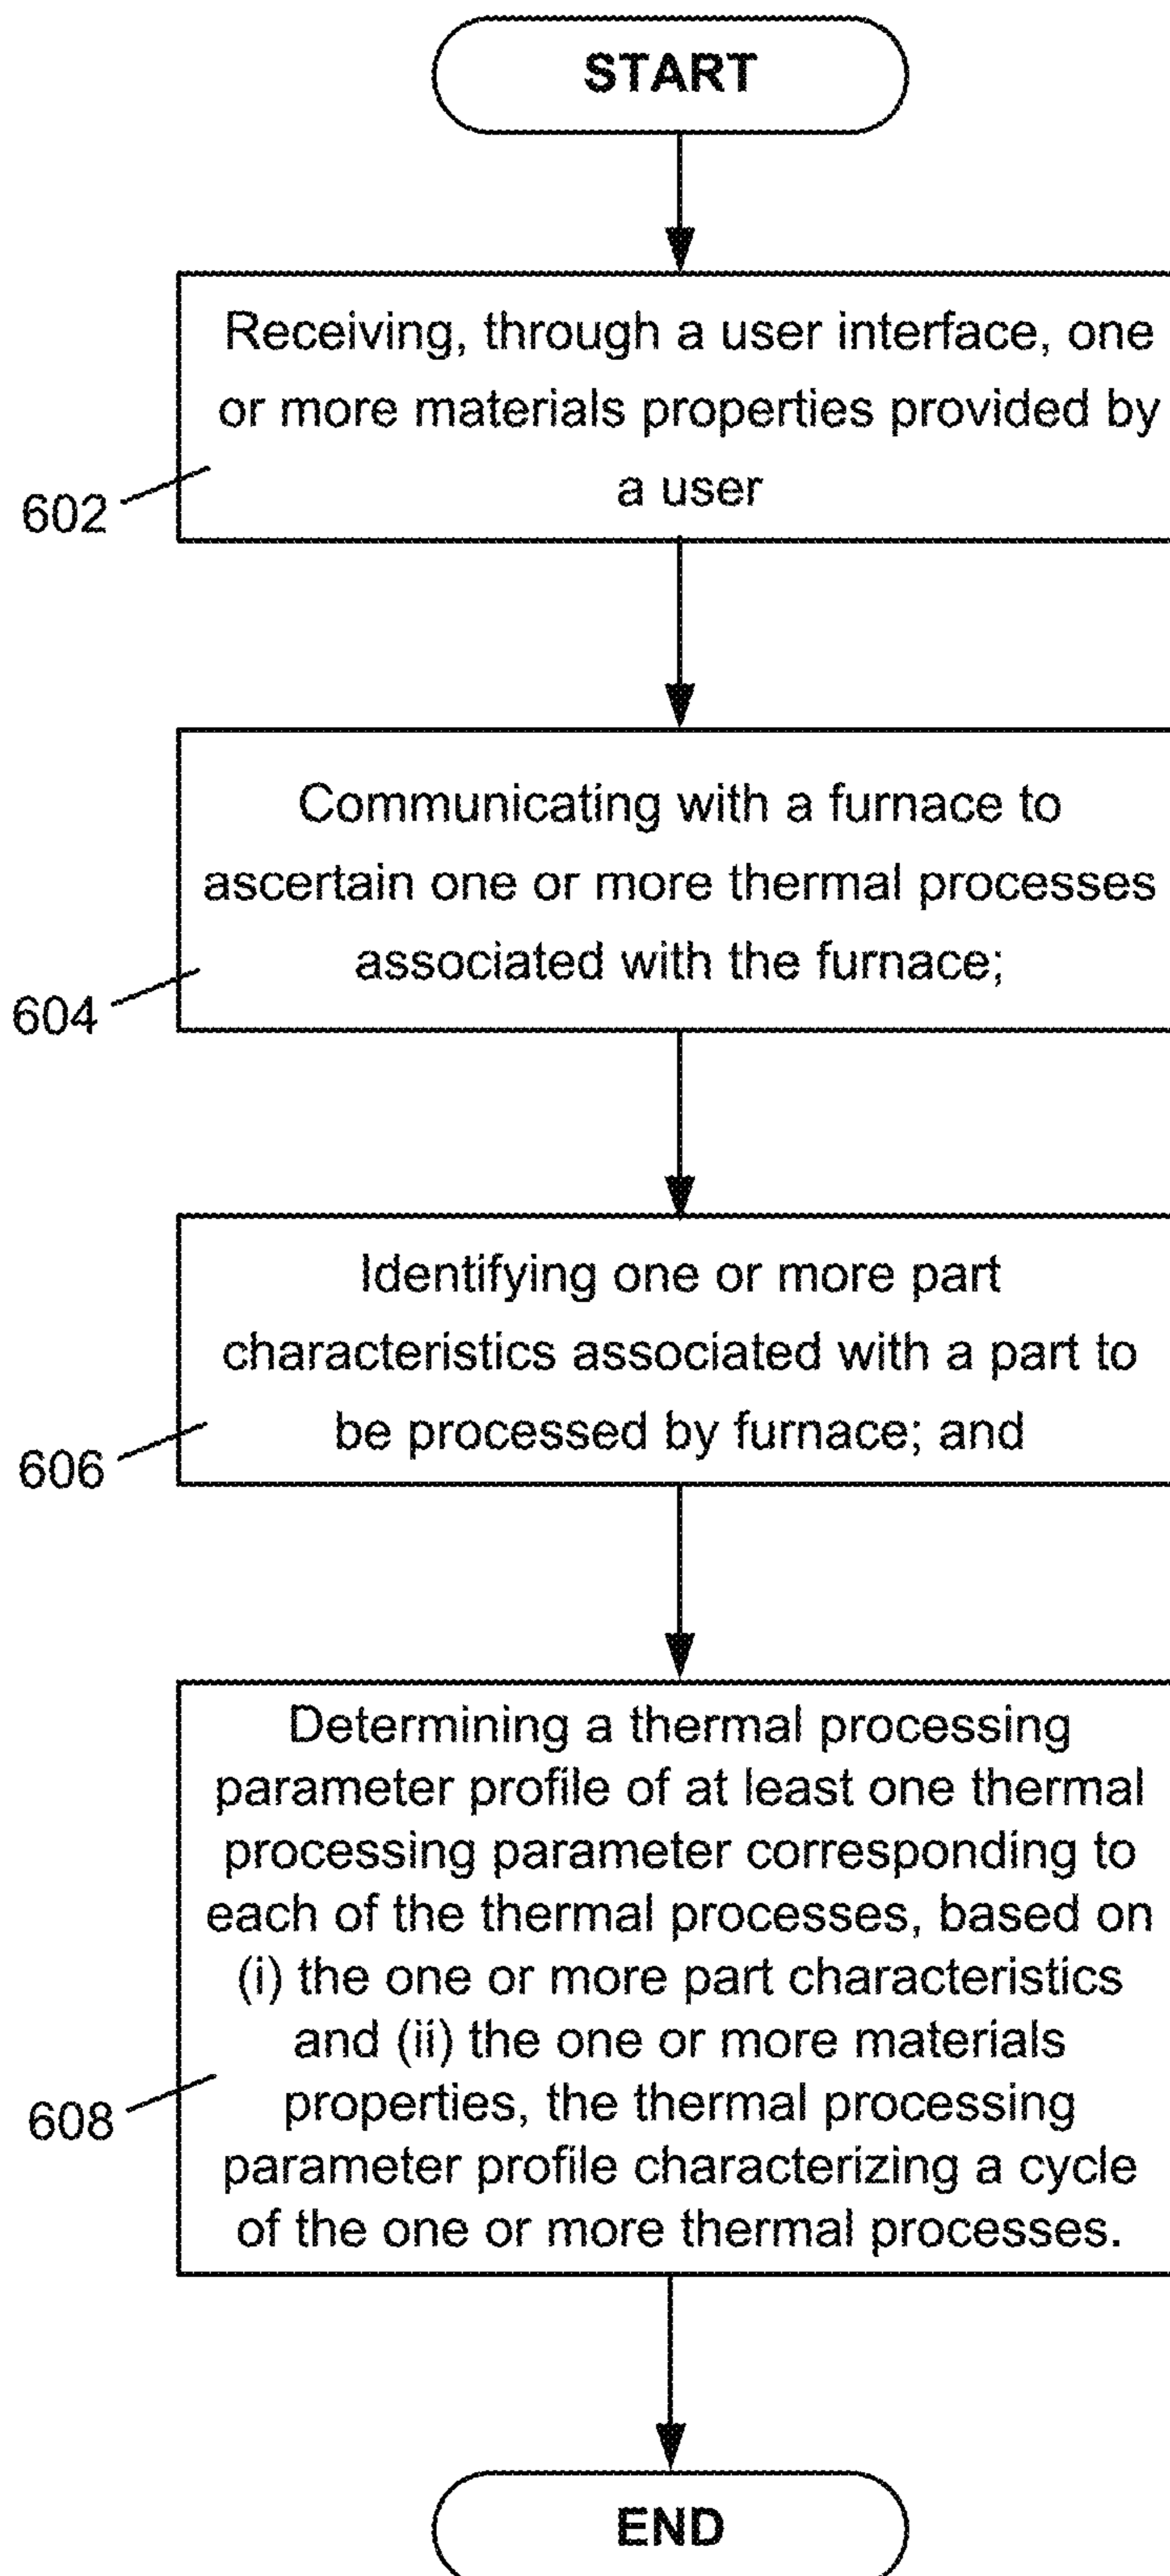 START
Receiving, through a user interface, one
or more materials properties provided by
a user
602
Communicating with a furnace to
ascertain one or more thermal processes
associated with the furnace;
604
Identifying one or more part
characteristics associated with a part to
be processed by furnace; and
606
Determining a thermal processing
parameter profile of at least one thermal
processing parameter corresponding to
each of the thermal processes, based on
(i) the one or more part characteristics
and (ii) the one or more materials
properties, the thermal processing
parameter profile characterizing a cycle
of the one or more thermal processes.
608
END